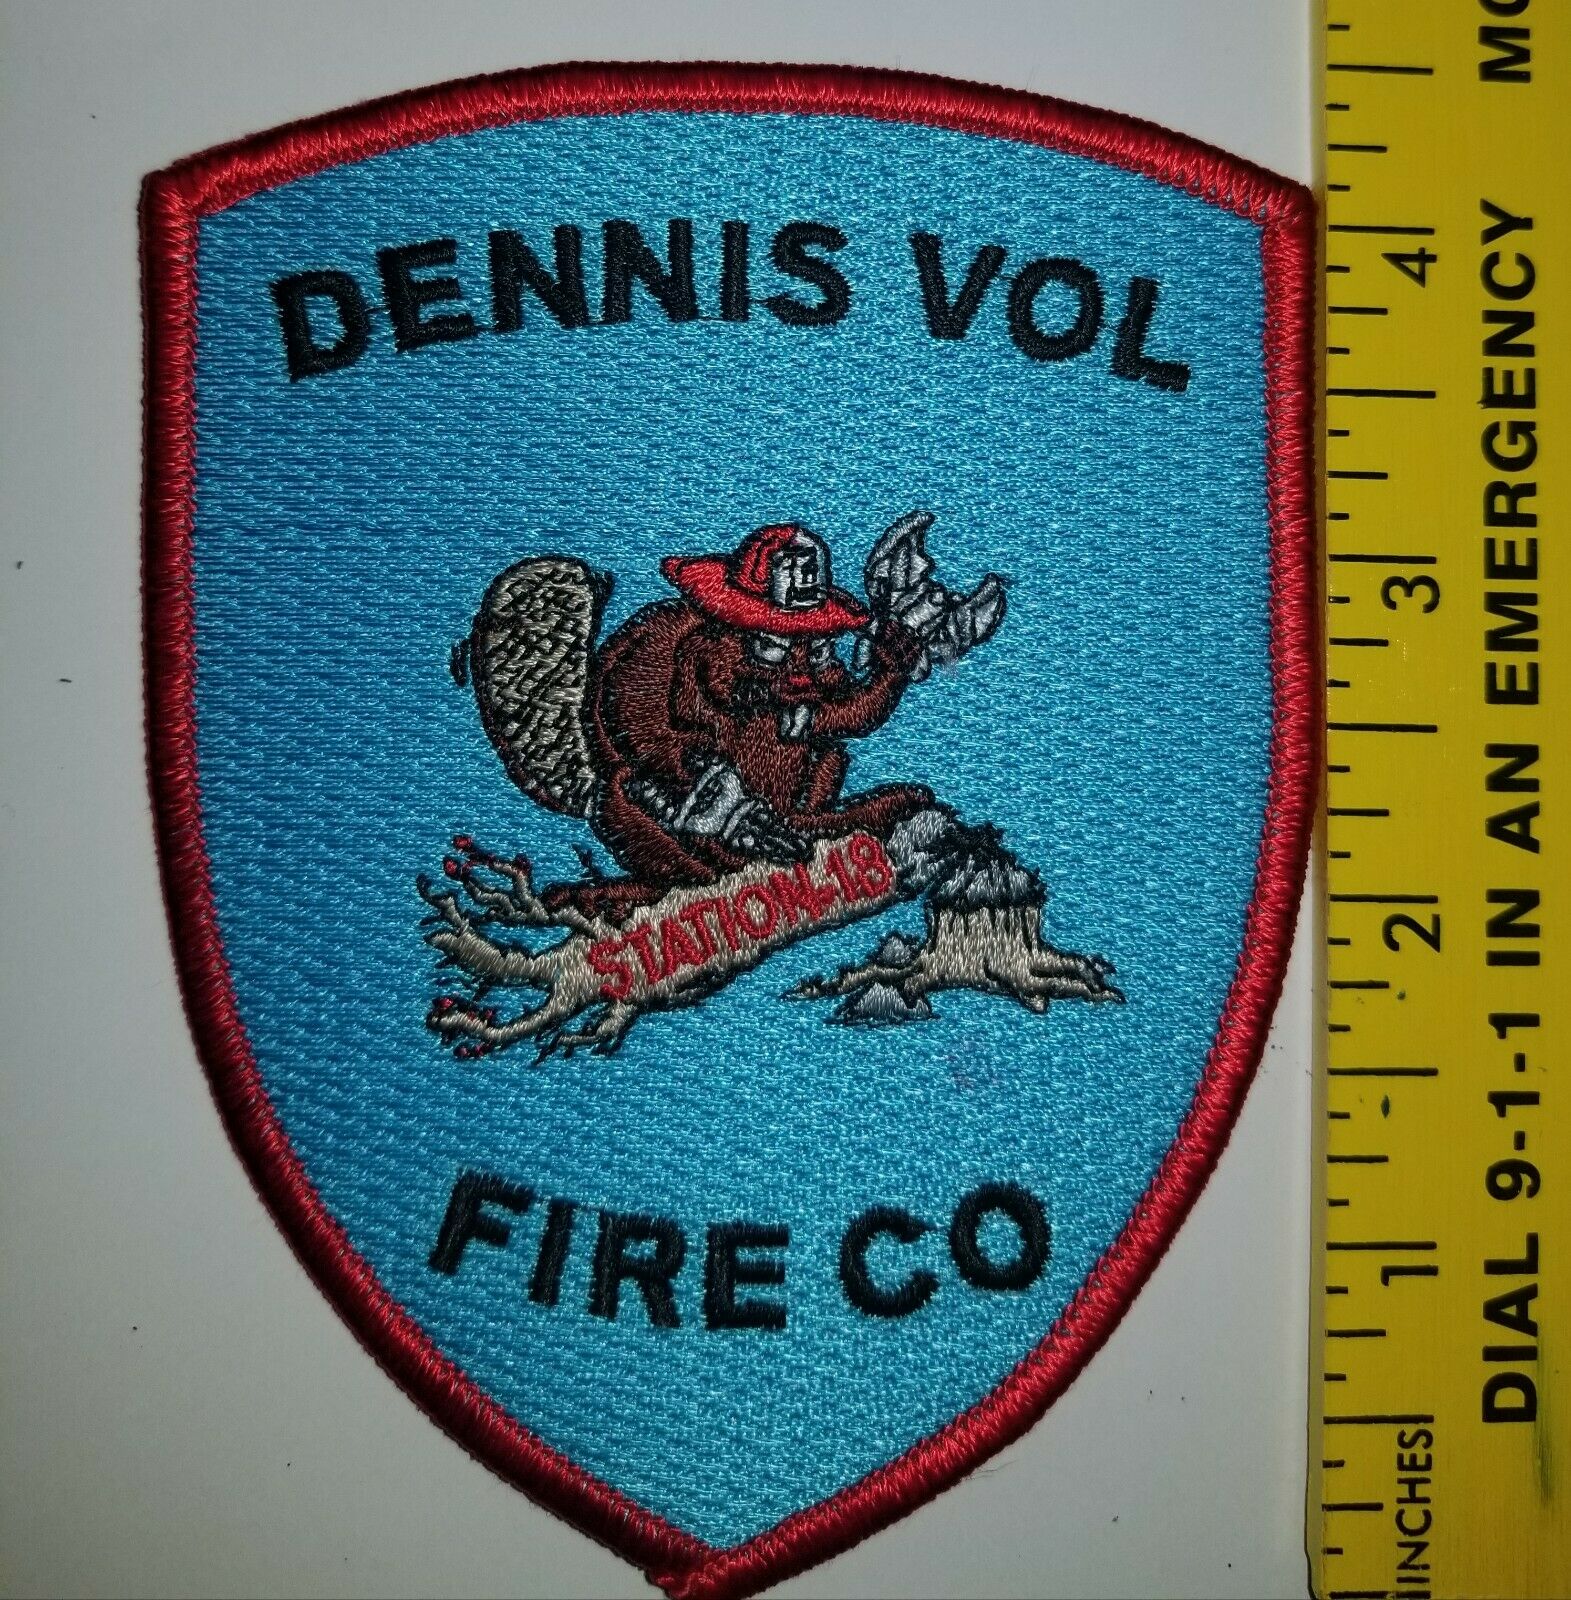 DENNIS VOL
STATION-18
FIRE CO
DIAL 9-1-1 IN AN EMERGENCY
INCHES
1
2
3
4